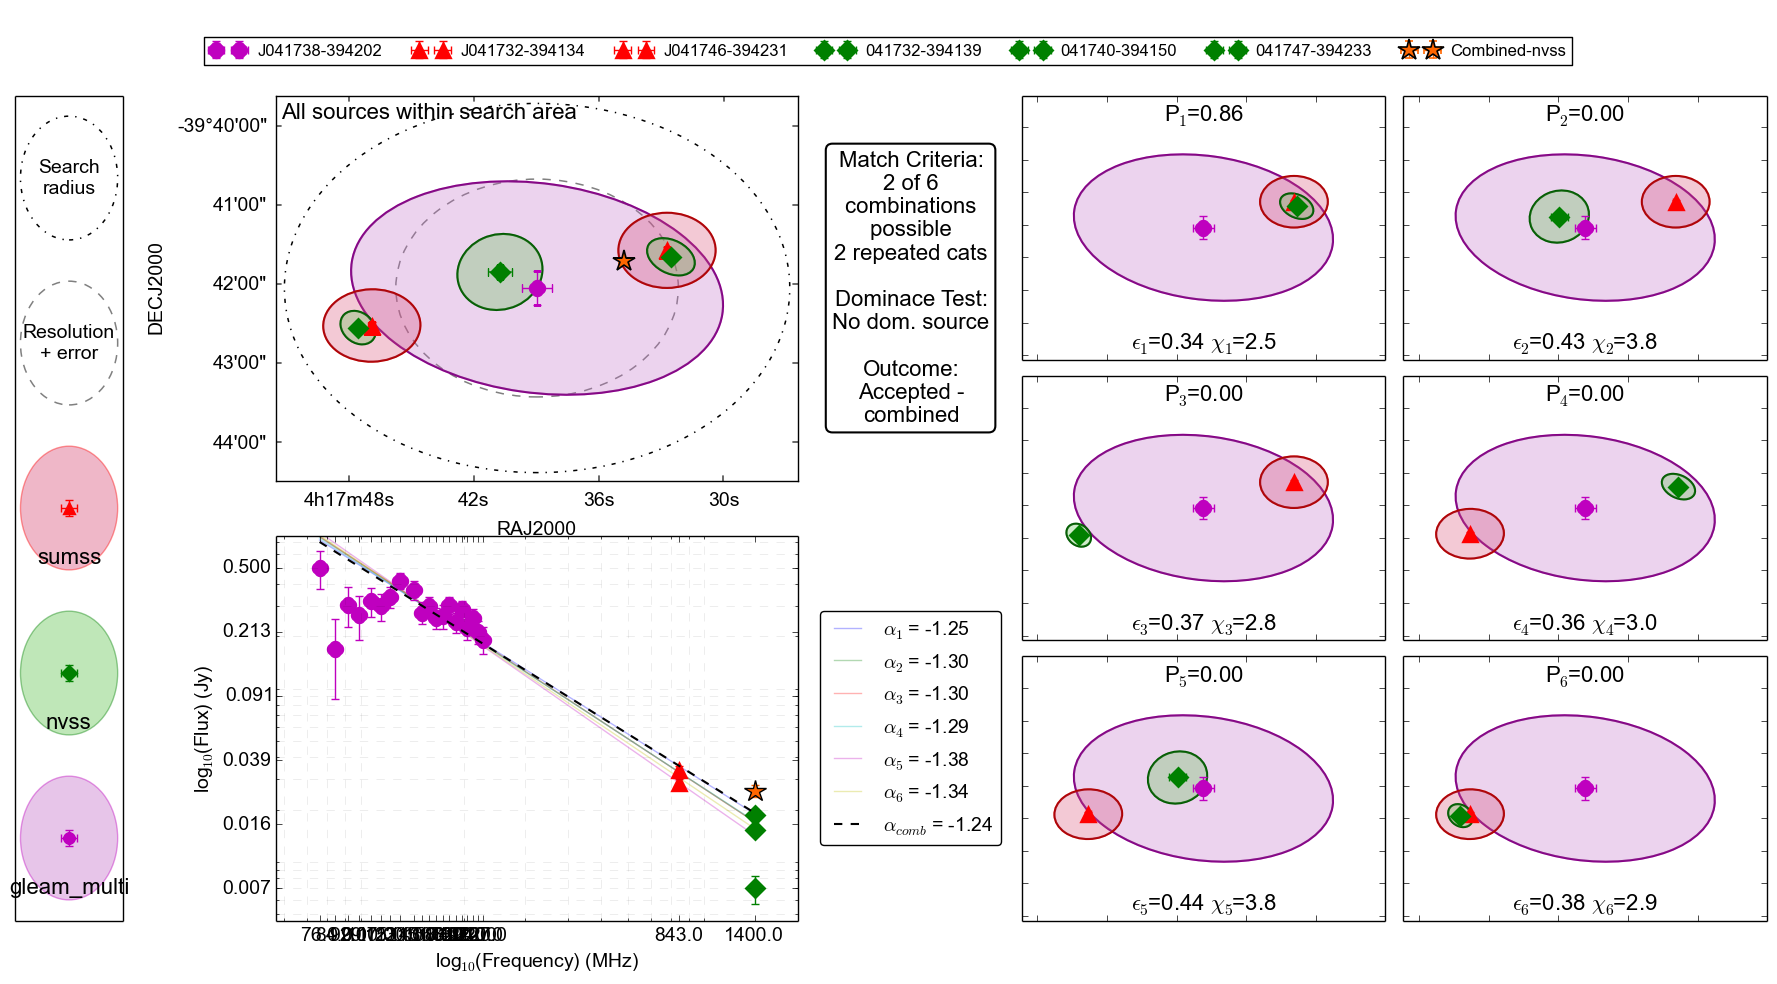 J041738-394202 J041732-394134 J041746-394231 041732-394139 041740-394150 041747-394233 Combined-nvss
Search
radius
Resolution
+ error
sumss
nvss
gleam_multi
All sources within search area
DECJ2000
-39°40'00"
41'00"
42'00"
43'00"
44'00"
4h17m48s 42s 36s 30s
RAJ2000
Match Criteria:
2 of 6
combinations
possible
2 repeated cats
Dominace Test:
No dom. source
Outcome:
Accepted -
combined
log₁₀(Flux) (Jy)
0.500
0.213
0.091
0.039
0.016
0.007
843.0 1400.0
log₁₀(Frequency) (MHz)
α₁ = -1.25
α₂ = -1.30
α₃ = -1.30
α₄ = -1.29
α₅ = -1.38
α₆ = -1.34
α_comb = -1.24
P₁=0.86
ϵ₁=0.34 χ₁=2.5
P₂=0.00
ϵ₂=0.43 χ₂=3.8
P₃=0.00
ϵ₃=0.37 χ₃=2.8
P₄=0.00
ϵ₄=0.36 χ₄=3.0
P₅=0.00
ϵ₅=0.44 χ₅=3.8
P₆=0.00
ϵ₆=0.38 χ₆=2.9